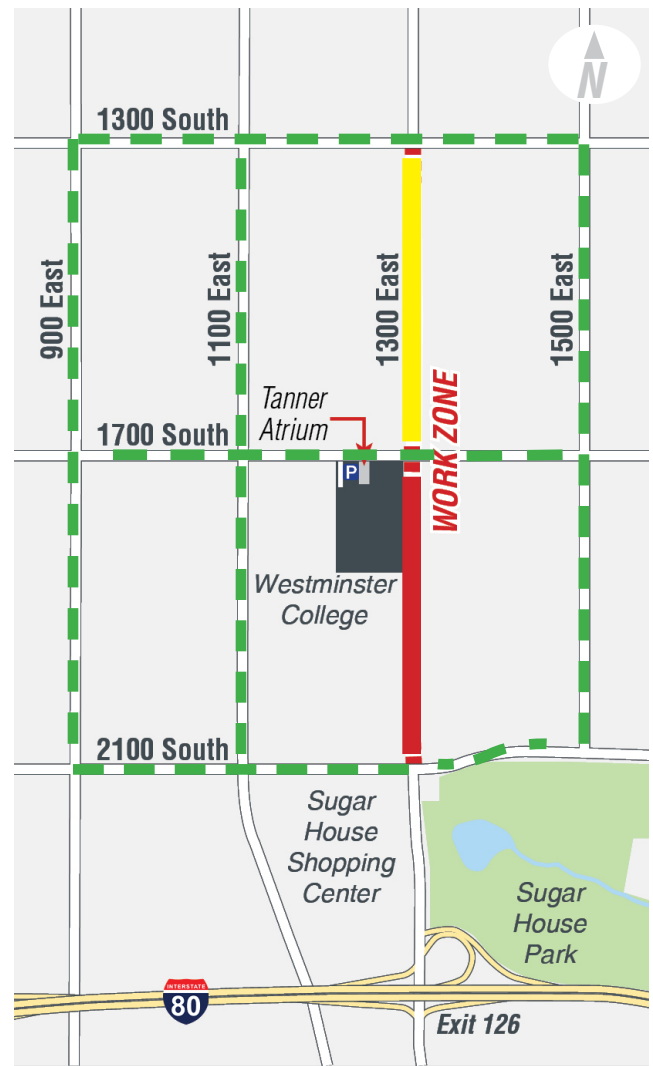 N
1300 South
900 East
1100 East
1300 East
1500 East
WORK ZONE
Tanner
Atrium
1700 South
P
Westminster
College
2100 South
Sugar
House
Shopping
Center
Sugar
House
Park
INTERSTATE
80
Exit 126